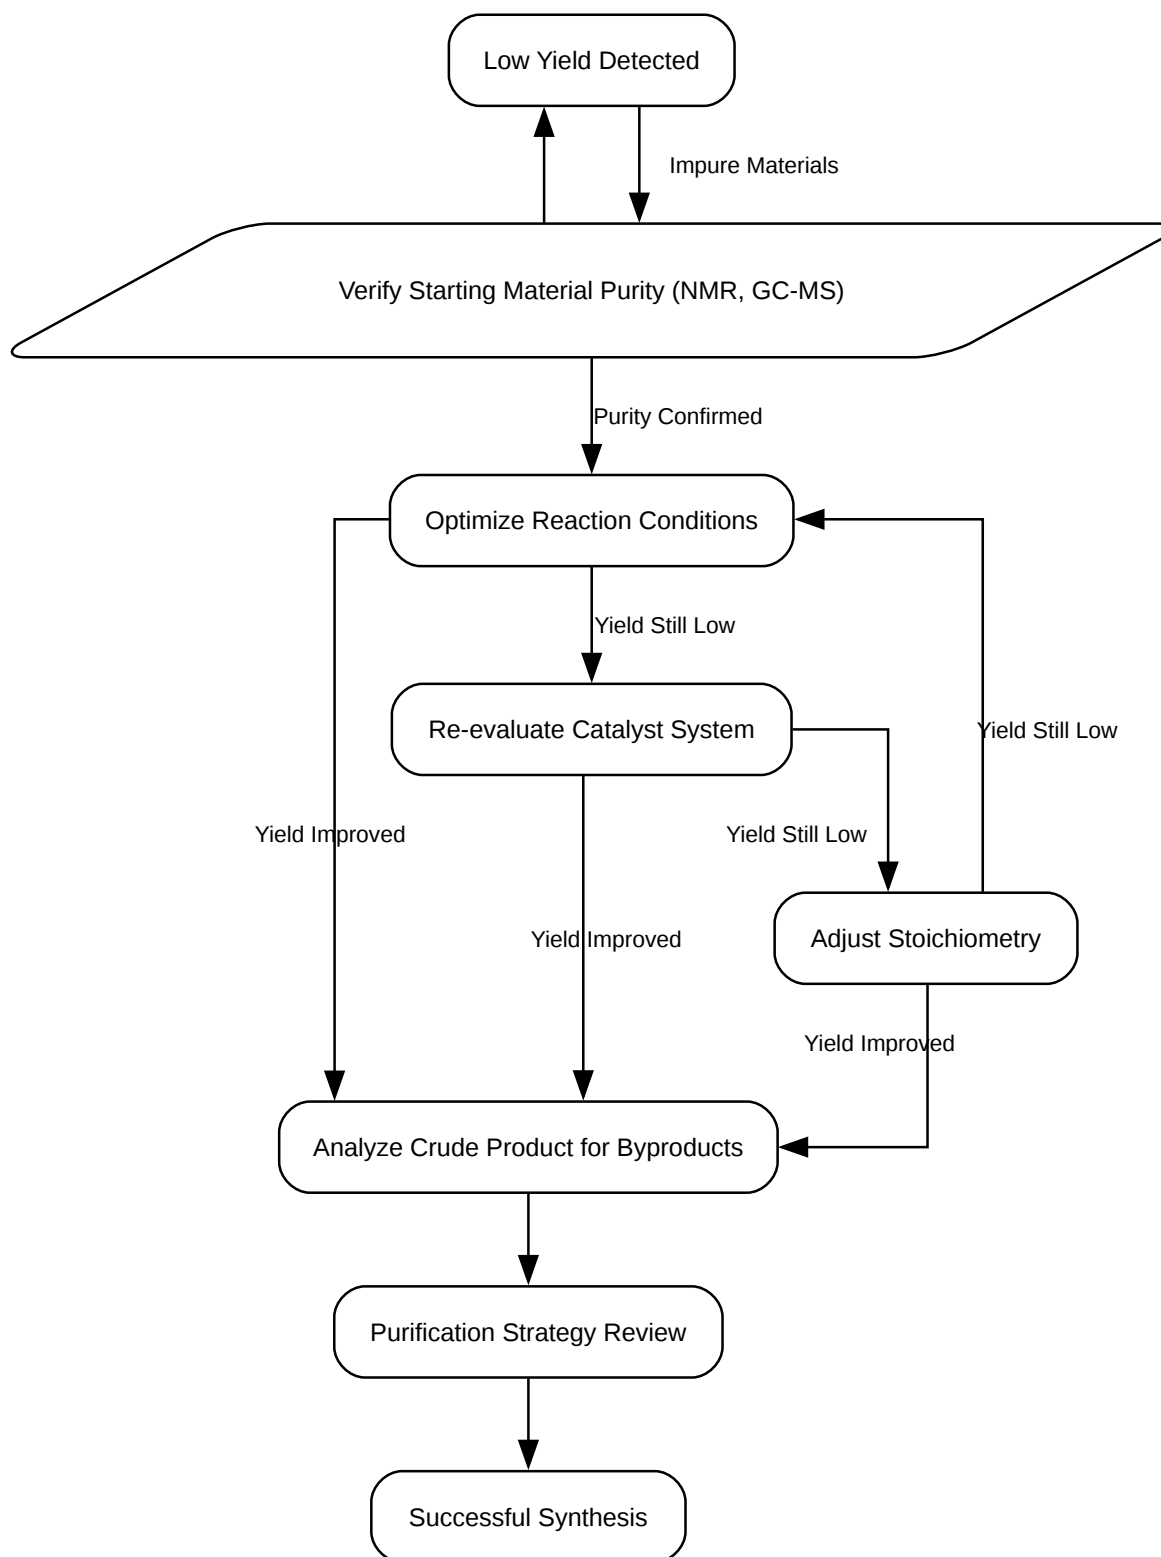 Low Yield Detected
Impure Materials
Verify Starting Material Purity (NMR, GC-MS)
Purity Confirmed
Optimize Reaction Conditions
Yield Still Low
Re-evaluate Catalyst System
Yield Still Low
Yield Improved
Yield Still Low
Yield Improved
Adjust Stoichiometry
Yield Improved
Analyze Crude Product for Byproducts
Purification Strategy Review
Successful Synthesis